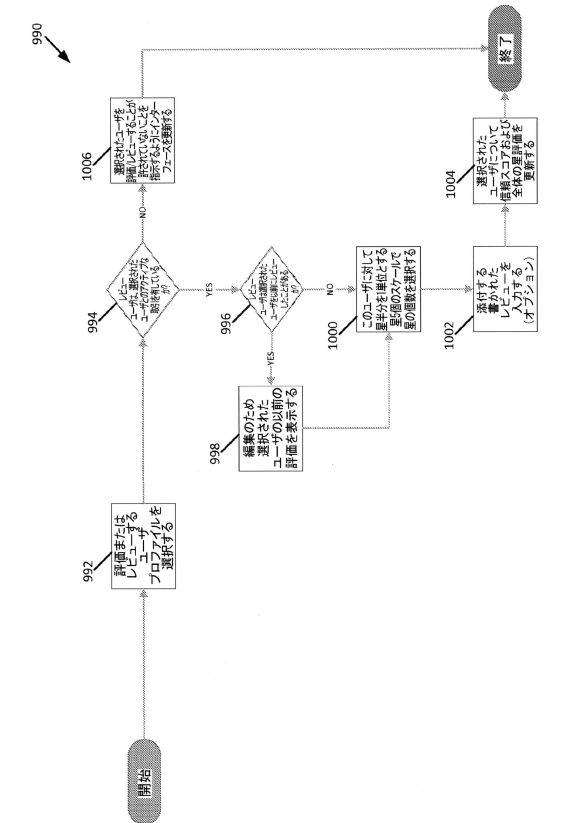 990
開始
992
評価または
レビューする
ユーザ
プロファイルを
選択する
994
レビュー
ユーザは、選択された
ユーザとのアクティブな
取引を有している
か?
NO
1006
選択されたユーザを
評価/レビューすることが
許されていないことを
指示するようにインター
フェースを更新する
YES
996
レビュー
ユーザは選択された
ユーザを以前にレビュー
したことがある
か?
YES
998
編集のため
選択された
ユーザの以前の
評価を表示する
NO
1000
このユーザに対して
星半分を1単位とする
星5個のスケールで
星の個数を選択する
1002
添付する
書かれた
レビューを
入力する
(オプション)
1004
選択された
ユーザについて
信頼スコアおよび
全体の星評価を
更新する
終了